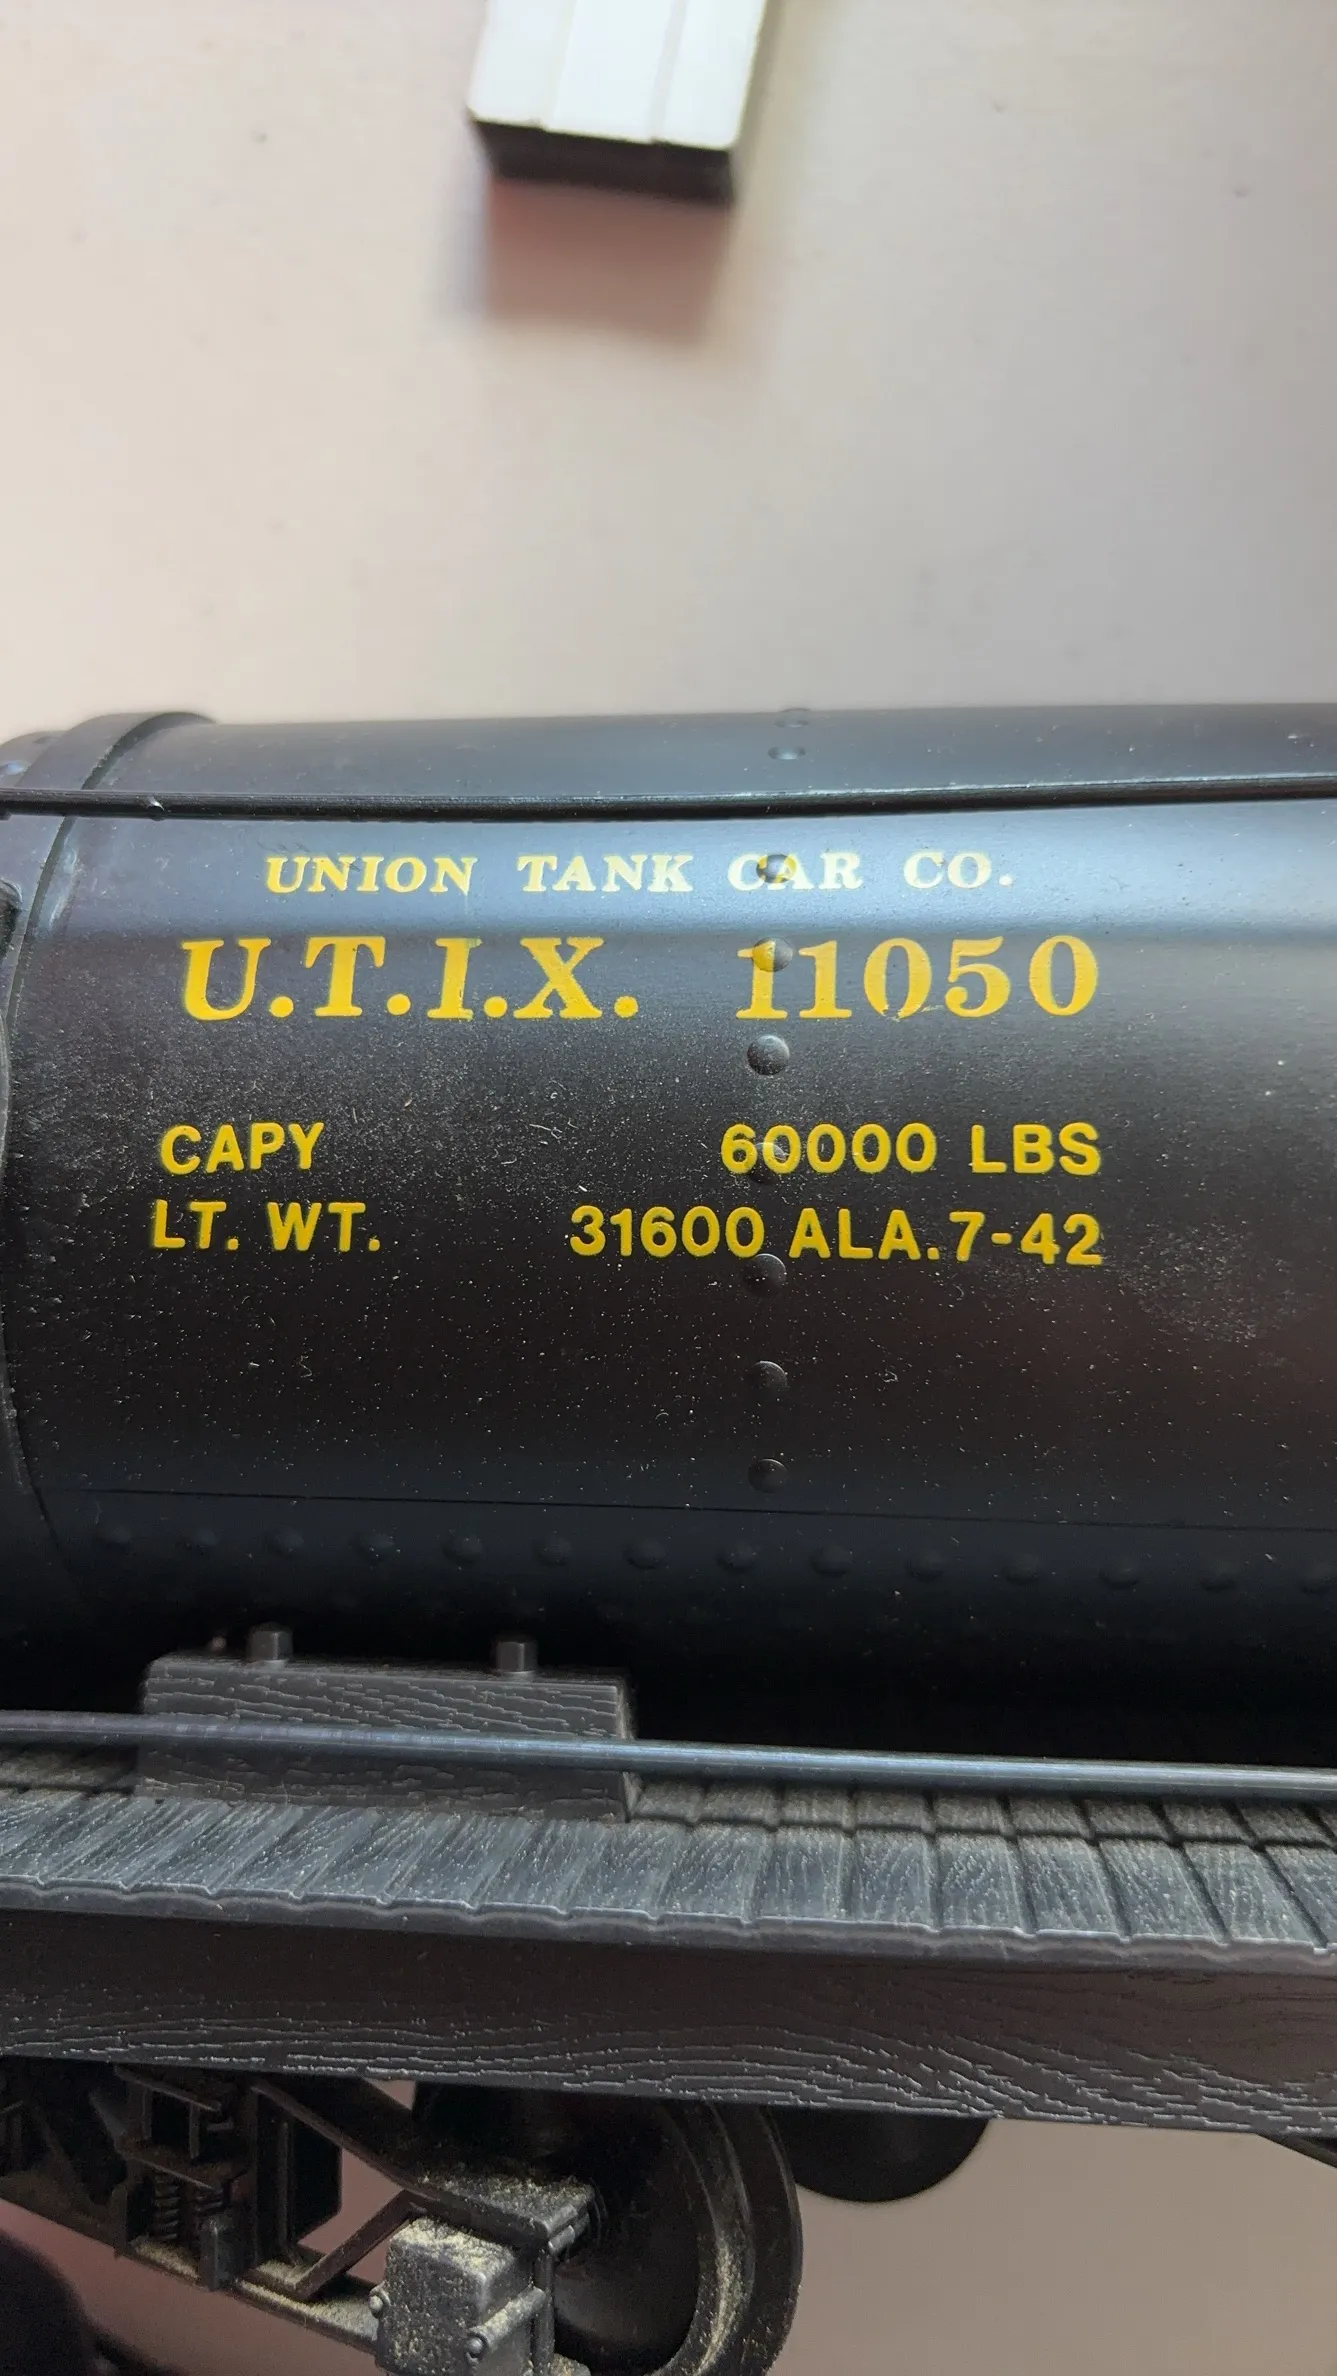 UNION TANK CAR CO.
U.T.I.X. 11050
CAPY 60000 LBS
LT. WT. 31600 ALA.7-42